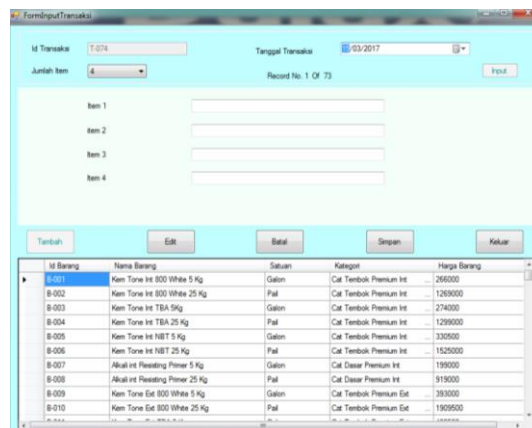 FormInputTransaksi
Id Transaksi T-074 Tanggal Transaksi /03/2017
Jumlah Item 4 Record No. 1 Of 73 Input
Item 1
item 2
Item 3
Item 4
Tambah Edit Batal Simpan Keluar
Id Barang Nama Barang Satuan Kategori Harga Barang
B-001 Kem Tone Int 800 White 5 Kg Galon Cat Tembok Premium Int ... 266000
B-002 Kem Tone Int 800 White 25 Kg Pail Cat Tembok Premium Int ... 1269000
B-003 Kem Tone Int TBA 5Kg Galon Cat Tembok Premium Int ... 274000
B-004 Kem Tone Int TBA 25 Kg Pail Cat Tembok Premium Int ... 1299000
B-005 Kem Tone Int NBT 5 Kg Galon Cat Tembok Premium Int ... 330500
B-006 Kem Tone Int NBT 25 Kg Pail Cat Tembok Premium Int ... 1525000
B-007 Alkali int Resisting Primer 5 Kg Galon Cat Dasar Premium Int 199000
B-008 Alkali int Resisting Primer 25 Kg Pail Cat Dasar Premium Int 919000
B-009 Kem Tone Ext 800 White 5 Kg Galon Cat Tembok Premium Ext ... 393000
B-010 Kem Tone Ext 800 White 25 Kg Pail Cat Tembok Premium Ext ... 1909500